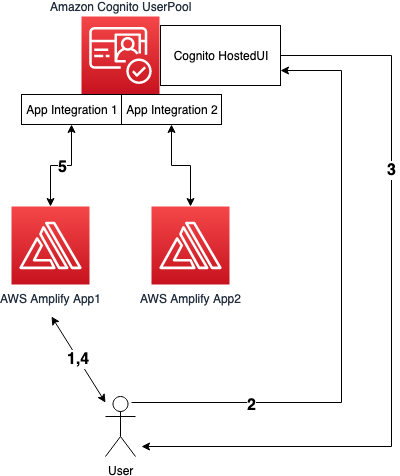 Amazon Cognito UserPool
Cognito HostedUI
App Integration 1
App Integration 2
5
3
AWS Amplify App1
AWS Amplify App2
1,4
2
User